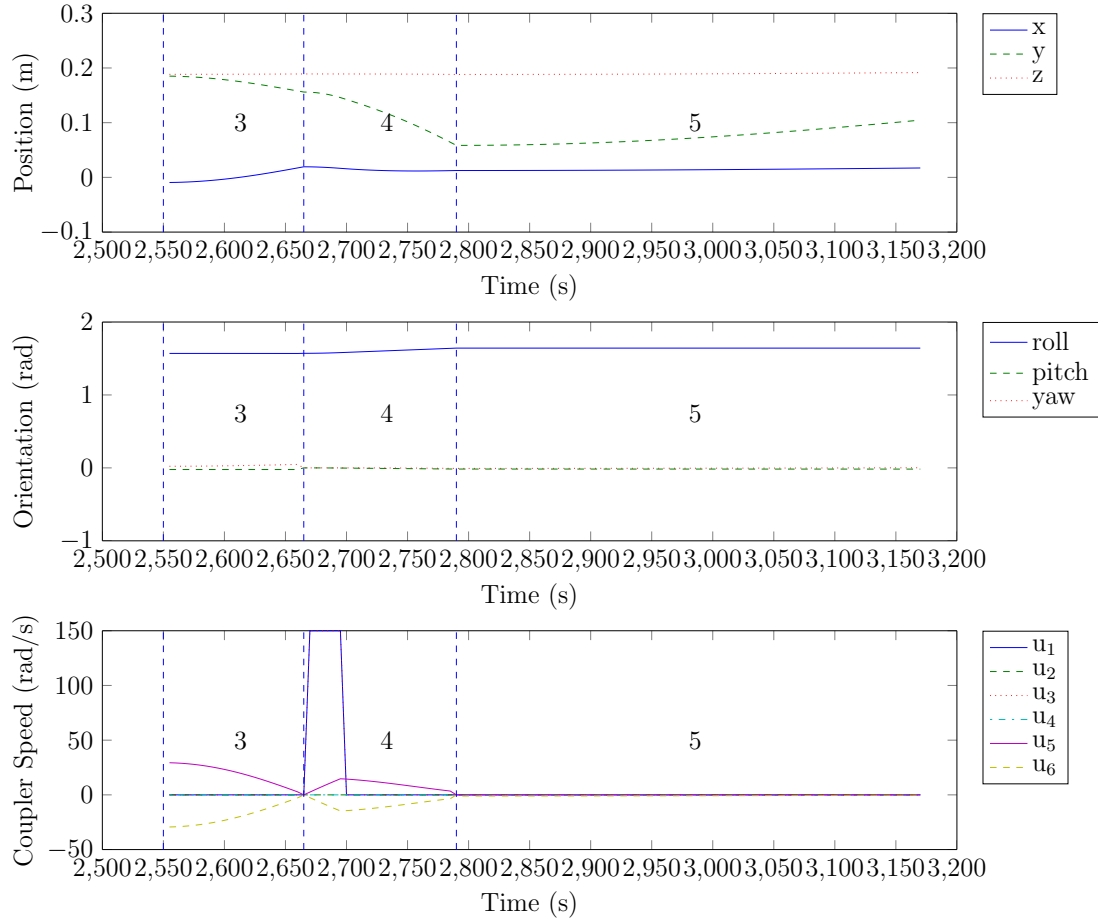 0.3
0.2
0.1
0
−0.1
Position (m)
3
4
5
2,500 2,550 2,600 2,650 2,700 2,750 2,800 2,850 2,900 2,950 3,000 3,050 3,100 3,150 3,200
Time (s)
x
y
z
2
1
0
−1
Orientation (rad)
3
4
5
2,500 2,550 2,600 2,650 2,700 2,750 2,800 2,850 2,900 2,950 3,000 3,050 3,100 3,150 3,200
Time (s)
roll
pitch
yaw
150
100
50
0
−50
Coupler Speed (rad/s)
3
4
5
2,500 2,550 2,600 2,650 2,700 2,750 2,800 2,850 2,900 2,950 3,000 3,050 3,100 3,150 3,200
Time (s)
u₁
u₂
u₃
u₄
u₅
u₆